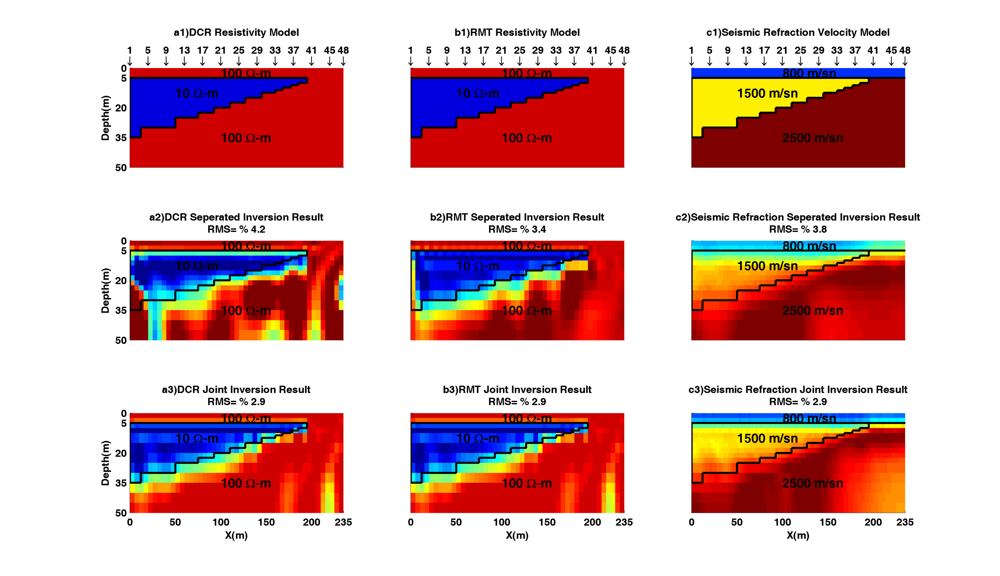 a1)DCR Resistivity Model
b1)RMT Resistivity Model
c1)Seismic Refraction Velocity Model
1 5 9 13 17 21 25 29 33 37 41 45 48
1 5 9 13 17 21 25 29 33 37 41 45 48
1 5 9 13 17 21 25 29 33 37 41 45 48
Depth(m)
0
5
20
35
50
100 Ω-m
10 Ω-m
100 Ω-m
100 Ω-m
10 Ω-m
100 Ω-m
800 m/sn
1500 m/sn
2500 m/sn
a2)DCR Seperated Inversion Result
RMS= % 4.2
b2)RMT Seperated Inversion Result
RMS= % 3.4
c2)Seismic Refraction Seperated Inversion Result
RMS= % 3.8
Depth(m)
0
5
20
35
50
100 Ω-m
10 Ω-m
100 Ω-m
100 Ω-m
10 Ω-m
100 Ω-m
800 m/sn
1500 m/sn
2500 m/sn
a3)DCR Joint Inversion Result
RMS= % 2.9
b3)RMT Joint Inversion Result
RMS= % 2.9
c3)Seismic Refraction Joint Inversion Result
RMS= % 2.9
Depth(m)
0
5
20
35
50
100 Ω-m
10 Ω-m
100 Ω-m
100 Ω-m
10 Ω-m
100 Ω-m
800 m/sn
1500 m/sn
2500 m/sn
0 50 100 150 200 235
X(m)
0 50 100 150 200 235
X(m)
0 50 100 150 200 235
X(m)